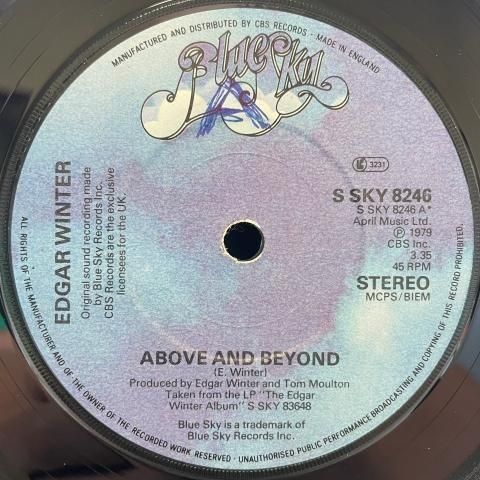 MANUFACTURED AND DISTRIBUTED BY CBS RECORDS · MADE IN ENGLAND
Blue Sky
A
LC 3231
S SKY 8246
S SKY 8246 A*
April Music Ltd.
℗ 1979
CBS Inc.
3.35
45 RPM
STEREO
MCPS/BIEM
EDGAR WINTER
Original sound recording made
by Blue Sky Records Inc.
CBS Records are the exclusive
licensees for the UK.
ABOVE AND BEYOND
(E. Winter)
Produced by Edgar Winter and Tom Moulton
Taken from the LP "The Edgar
Winter Album" S SKY 83648
Blue Sky is a trademark of
Blue Sky Records Inc.
ALL RIGHTS OF THE MANUFACTURER AND OF THE OWNER OF THE RECORDED WORK RESERVED · UNAUTHORISED PUBLIC PERFORMANCE BROADCASTING AND COPYING OF THIS RECORD PROHIBITED.